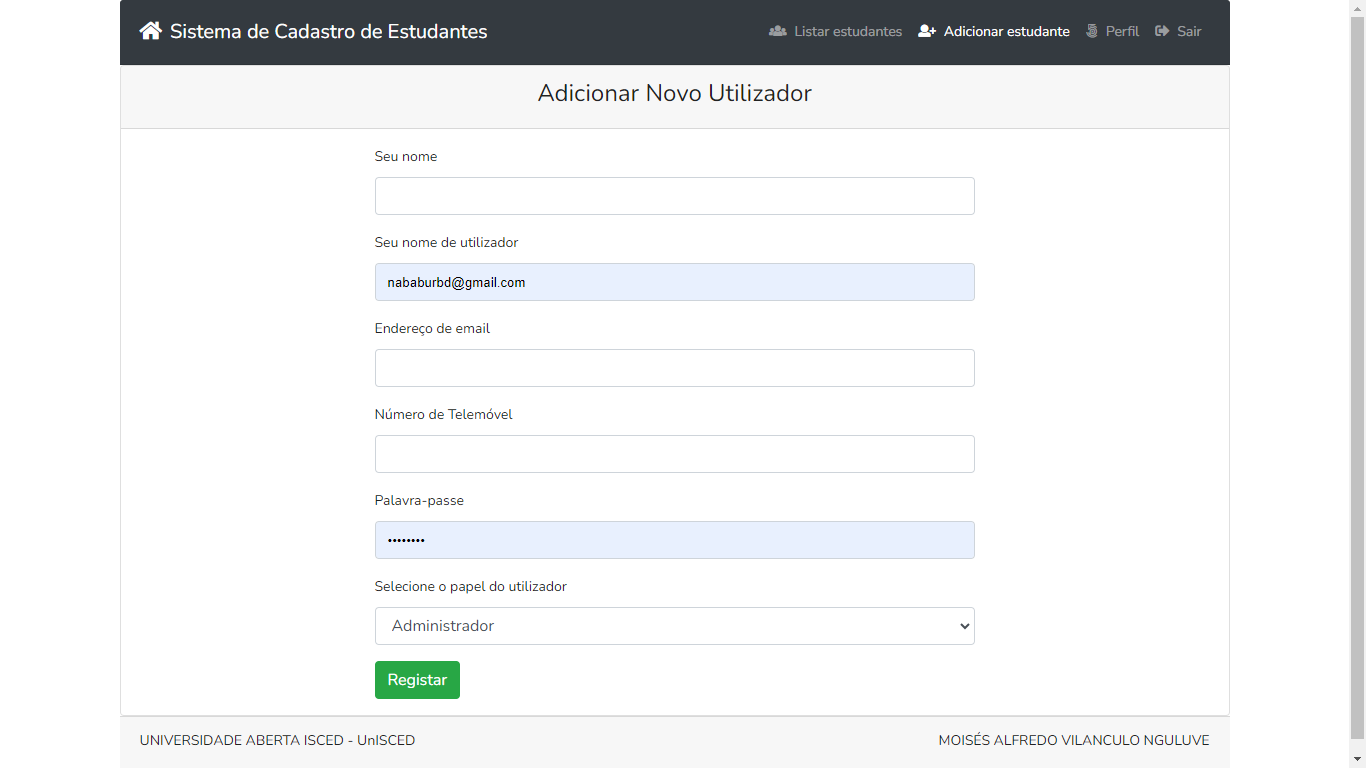 Sistema de Cadastro de Estudantes
Listar estudantes
Adicionar estudante
Perfil
Sair
Adicionar Novo Utilizador
Seu nome
Seu nome de utilizador
nababurbd@gmail.com
Endereço de email
Número de Telemóvel
Palavra-passe
••••••••
Selecione o papel do utilizador
Administrador
Registar
UNIVERSIDADE ABERTA ISCED - UnISCED
MOISÉS ALFREDO VILANCULO NGULUVE